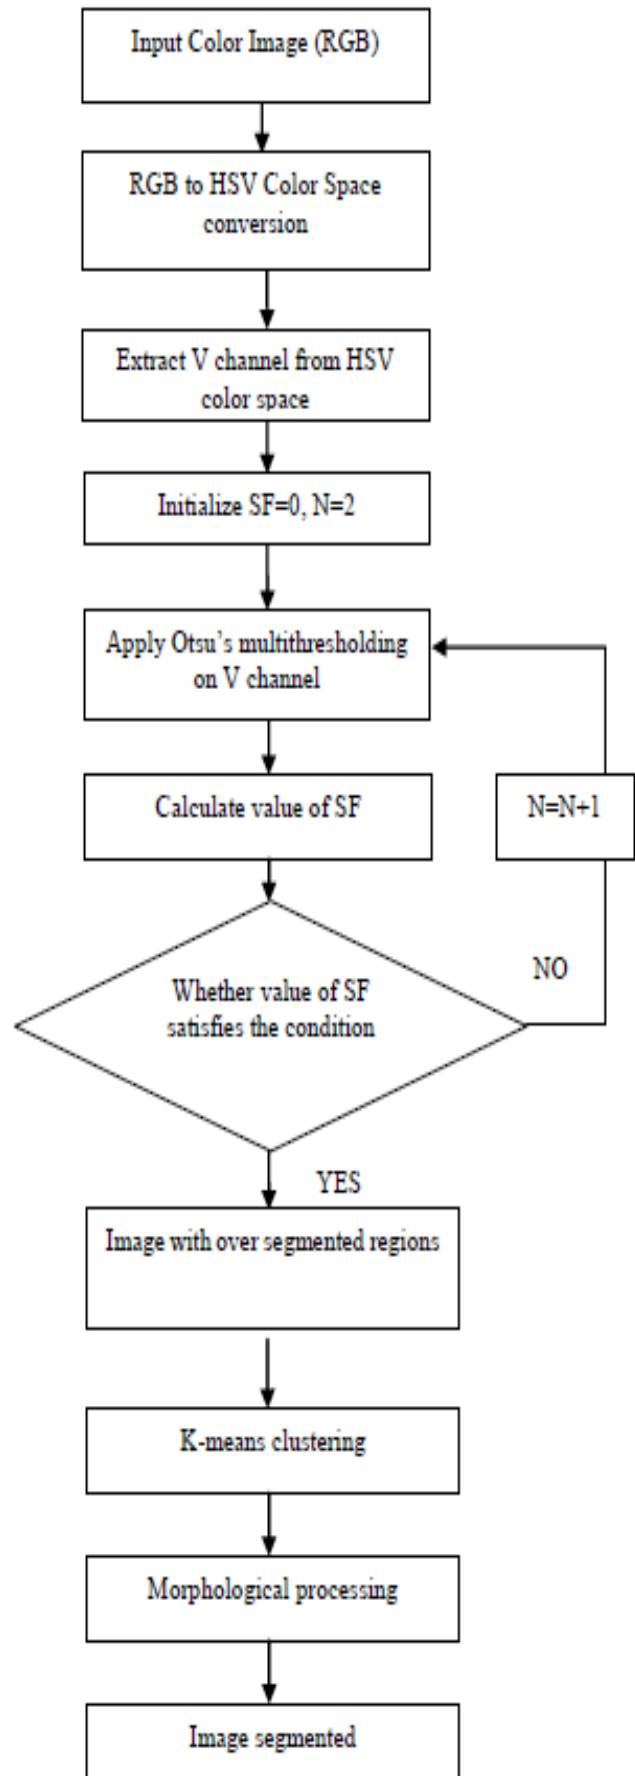 Input Color Image (RGB)
RGB to HSV Color Space
conversion
Extract V channel from HSV
color space
Initialize SF=0, N=2
Apply Otsu’s multithresholding
on V channel
Calculate value of SF
N=N+1
Whether value of SF
satisfies the condition
NO
YES
Image with over segmented regions
K-means clustering
Morphological processing
Image segmented